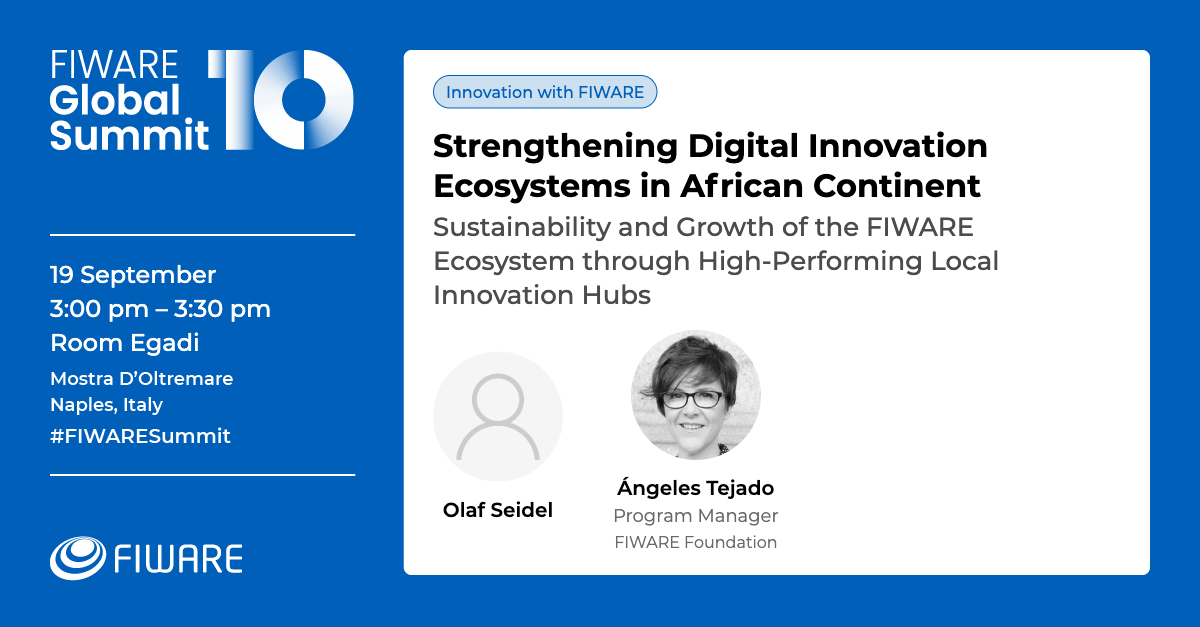 FIWARE
Global
Summit
10
19 September
3:00 pm – 3:30 pm
Room Egadi
Mostra D’Oltremare
Naples, Italy
#FIWARESummit
FIWARE
Innovation with FIWARE
Strengthening Digital Innovation
Ecosystems in African Continent
Sustainability and Growth of the FIWARE
Ecosystem through High-Performing Local
Innovation Hubs
Olaf Seidel
Ángeles Tejado
Program Manager
FIWARE Foundation